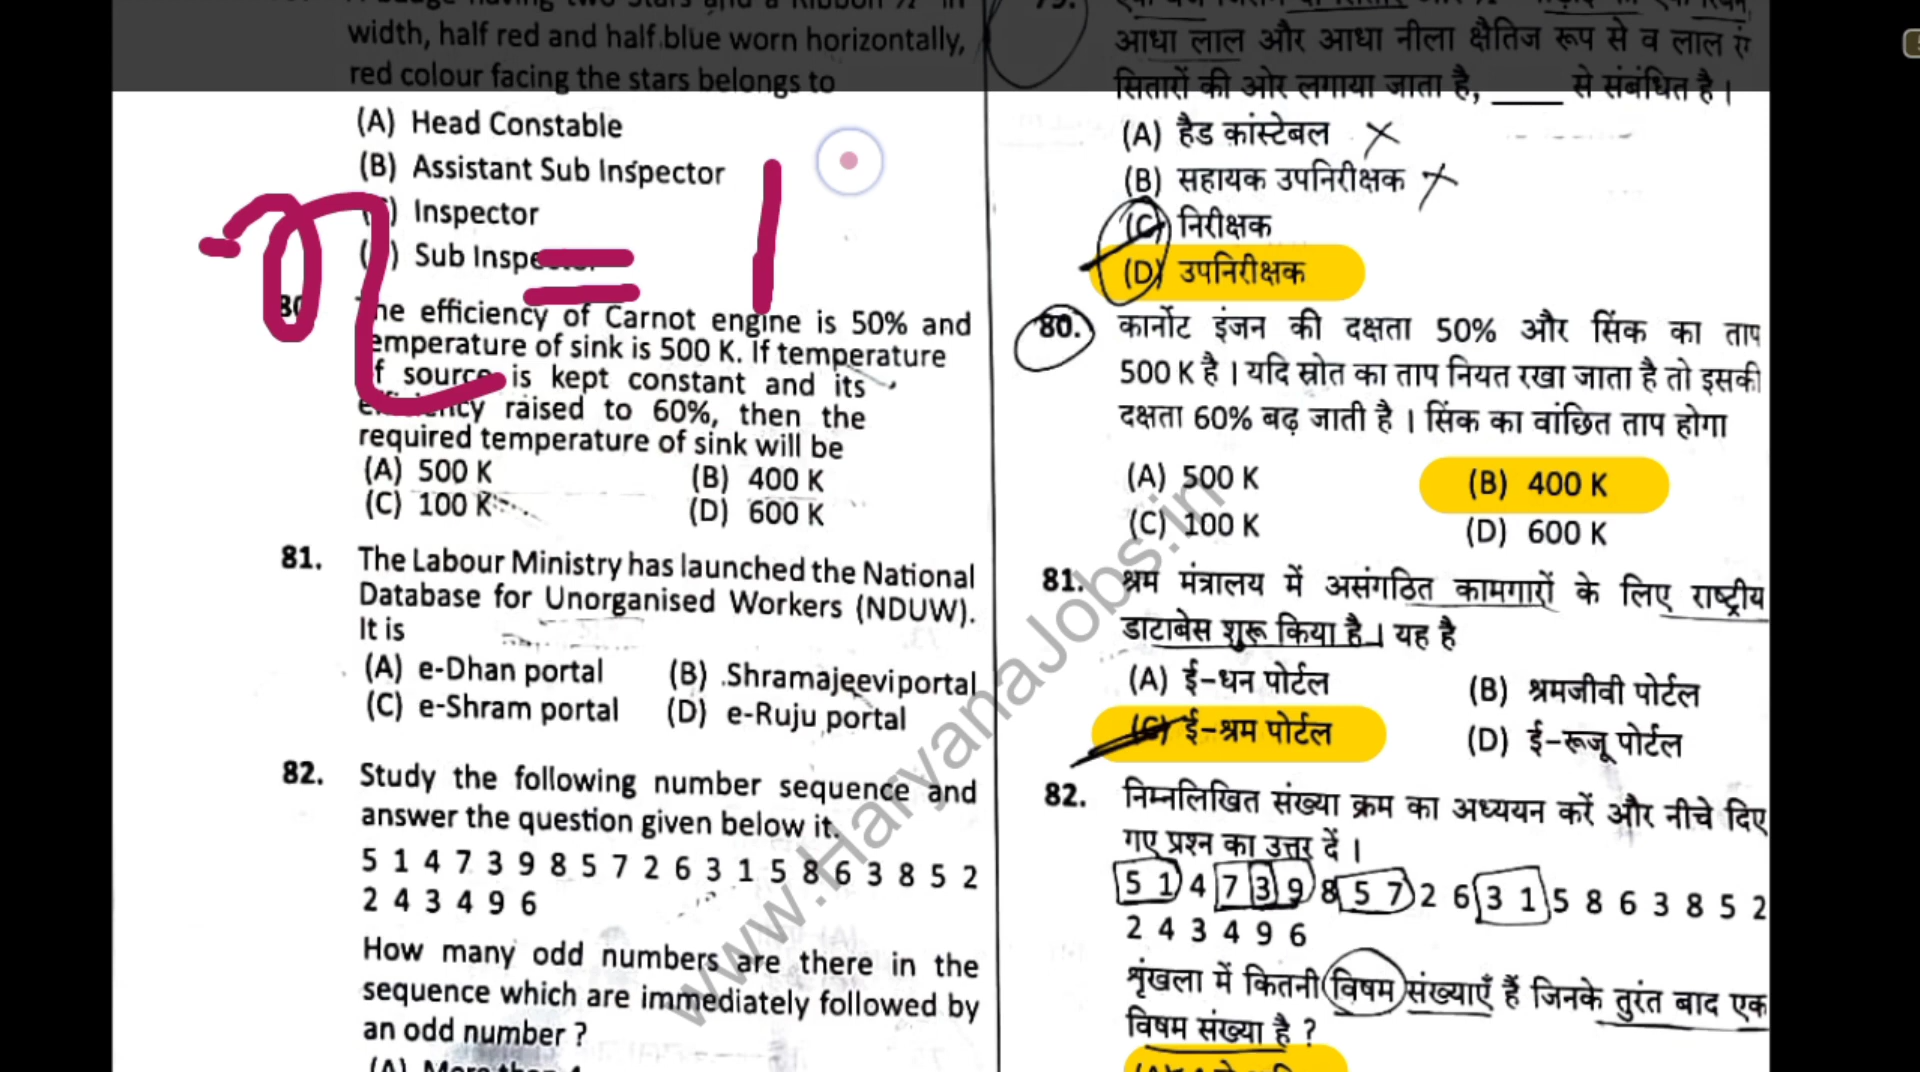 width, half red and half blue worn horizontally,
red colour facing the stars belongs to
(A) Head Constable
(B) Assistant Sub Inspector
Inspector
Sub Inspe
The efficiency of Carnot engine is 50% and
temperature of sink is 500 K. If temperature
of source is kept constant and its
efficiency raised to 60%, then the
required temperature of sink will be
(A) 500 K (B) 400 K
(C) 100 K (D) 600 K
81. The Labour Ministry has launched the National
Database for Unorganised Workers (NDUW).
It is
(A) e-Dhan portal (B) Shramajeevi portal
(C) e-Shram portal (D) e-Ruju portal
82. Study the following number sequence and
answer the question given below it.
5 1 4 7 3 9 8 5 7 2 6 3 1 5 8 6 3 8 5 2
2 4 3 4 9 6
How many odd numbers are there in the
sequence which are immediately followed by
an odd number ?
η = 1
आधा लाल और आधा नीला क्षैतिज रूप से व लाल रं
सितारों की ओर लगाया जाता है, ____ से संबंधित है।
(A) हैड कांस्टेबल
(B) सहायक उपनिरीक्षक
(C) निरीक्षक
(D) उपनिरीक्षक
80. कार्नोट इंजन की दक्षता 50% और सिंक का ताप
500 K है। यदि स्रोत का ताप नियत रखा जाता है तो इसकी
दक्षता 60% बढ़ जाती है। सिंक का वांछित ताप होगा
(A) 500 K (B) 400 K
(C) 100 K (D) 600 K
81. श्रम मंत्रालय में असंगठित कामगारों के लिए राष्ट्रीय
डाटाबेस शुरू किया है। यह है
(A) ई-धन पोर्टल (B) श्रमजीवी पोर्टल
(C) ई-श्रम पोर्टल (D) ई-रूजू पोर्टल
82. निम्नलिखित संख्या क्रम का अध्ययन करें और नीचे दिए
गए प्रश्न का उत्तर दें।
5 1 4 7 3 9 8 5 7 2 6 3 1 5 8 6 3 8 5 2
2 4 3 4 9 6
शृंखला में कितनी विषम संख्याएँ हैं जिनके तुरंत बाद एक
विषम संख्या है ?
www.HaryanaJobs.in